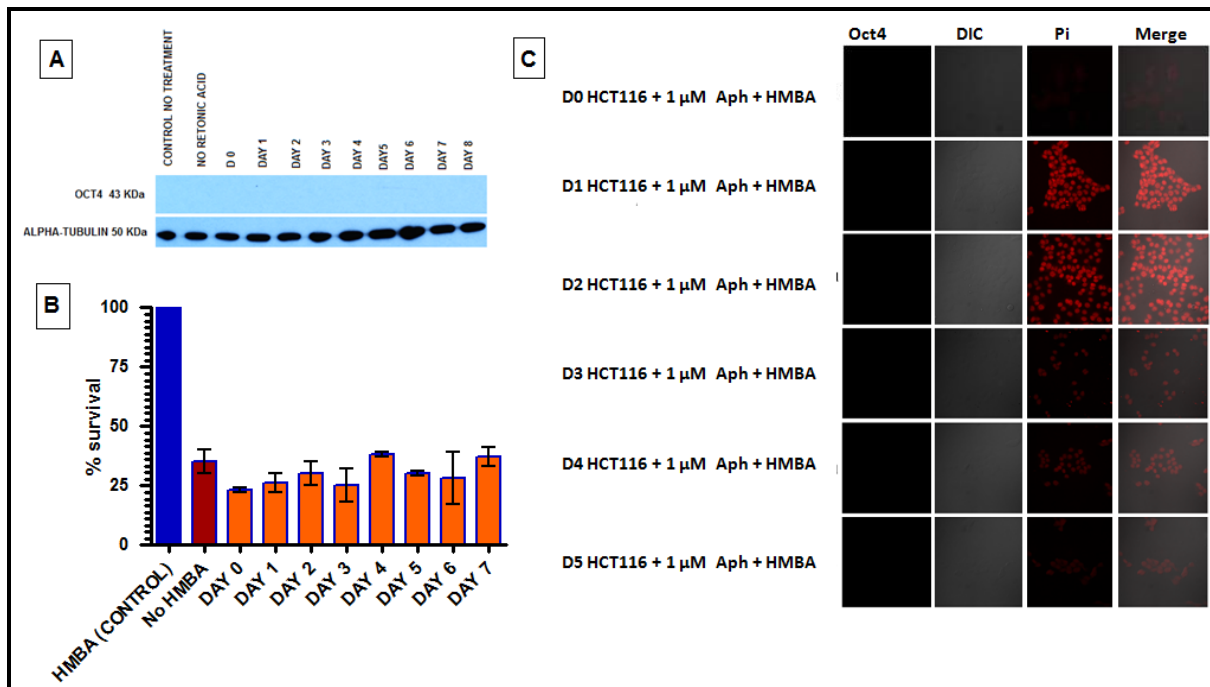 A
CONTROL NO TREATMENT
NO RETONIC ACID
D 0
DAY 1
DAY 2
DAY 3
DAY 4
DAY5
DAY 6
DAY 7
DAY 8
OCT4 43 KDa
ALPHA-TUBULIN 50 KDa
B
% survival
100
75
50
25
0
HMBA (CONTROL)
No HMBA
DAY 0
DAY 1
DAY 2
DAY 3
DAY 4
DAY 5
DAY 6
DAY 7
C
Oct4 DIC Pi Merge
D0 HCT116 + 1 µM Aph + HMBA
D1 HCT116 + 1 µM Aph + HMBA
D2 HCT116 + 1 µM Aph + HMBA
D3 HCT116 + 1 µM Aph + HMBA
D4 HCT116 + 1 µM Aph + HMBA
D5 HCT116 + 1 µM Aph + HMBA